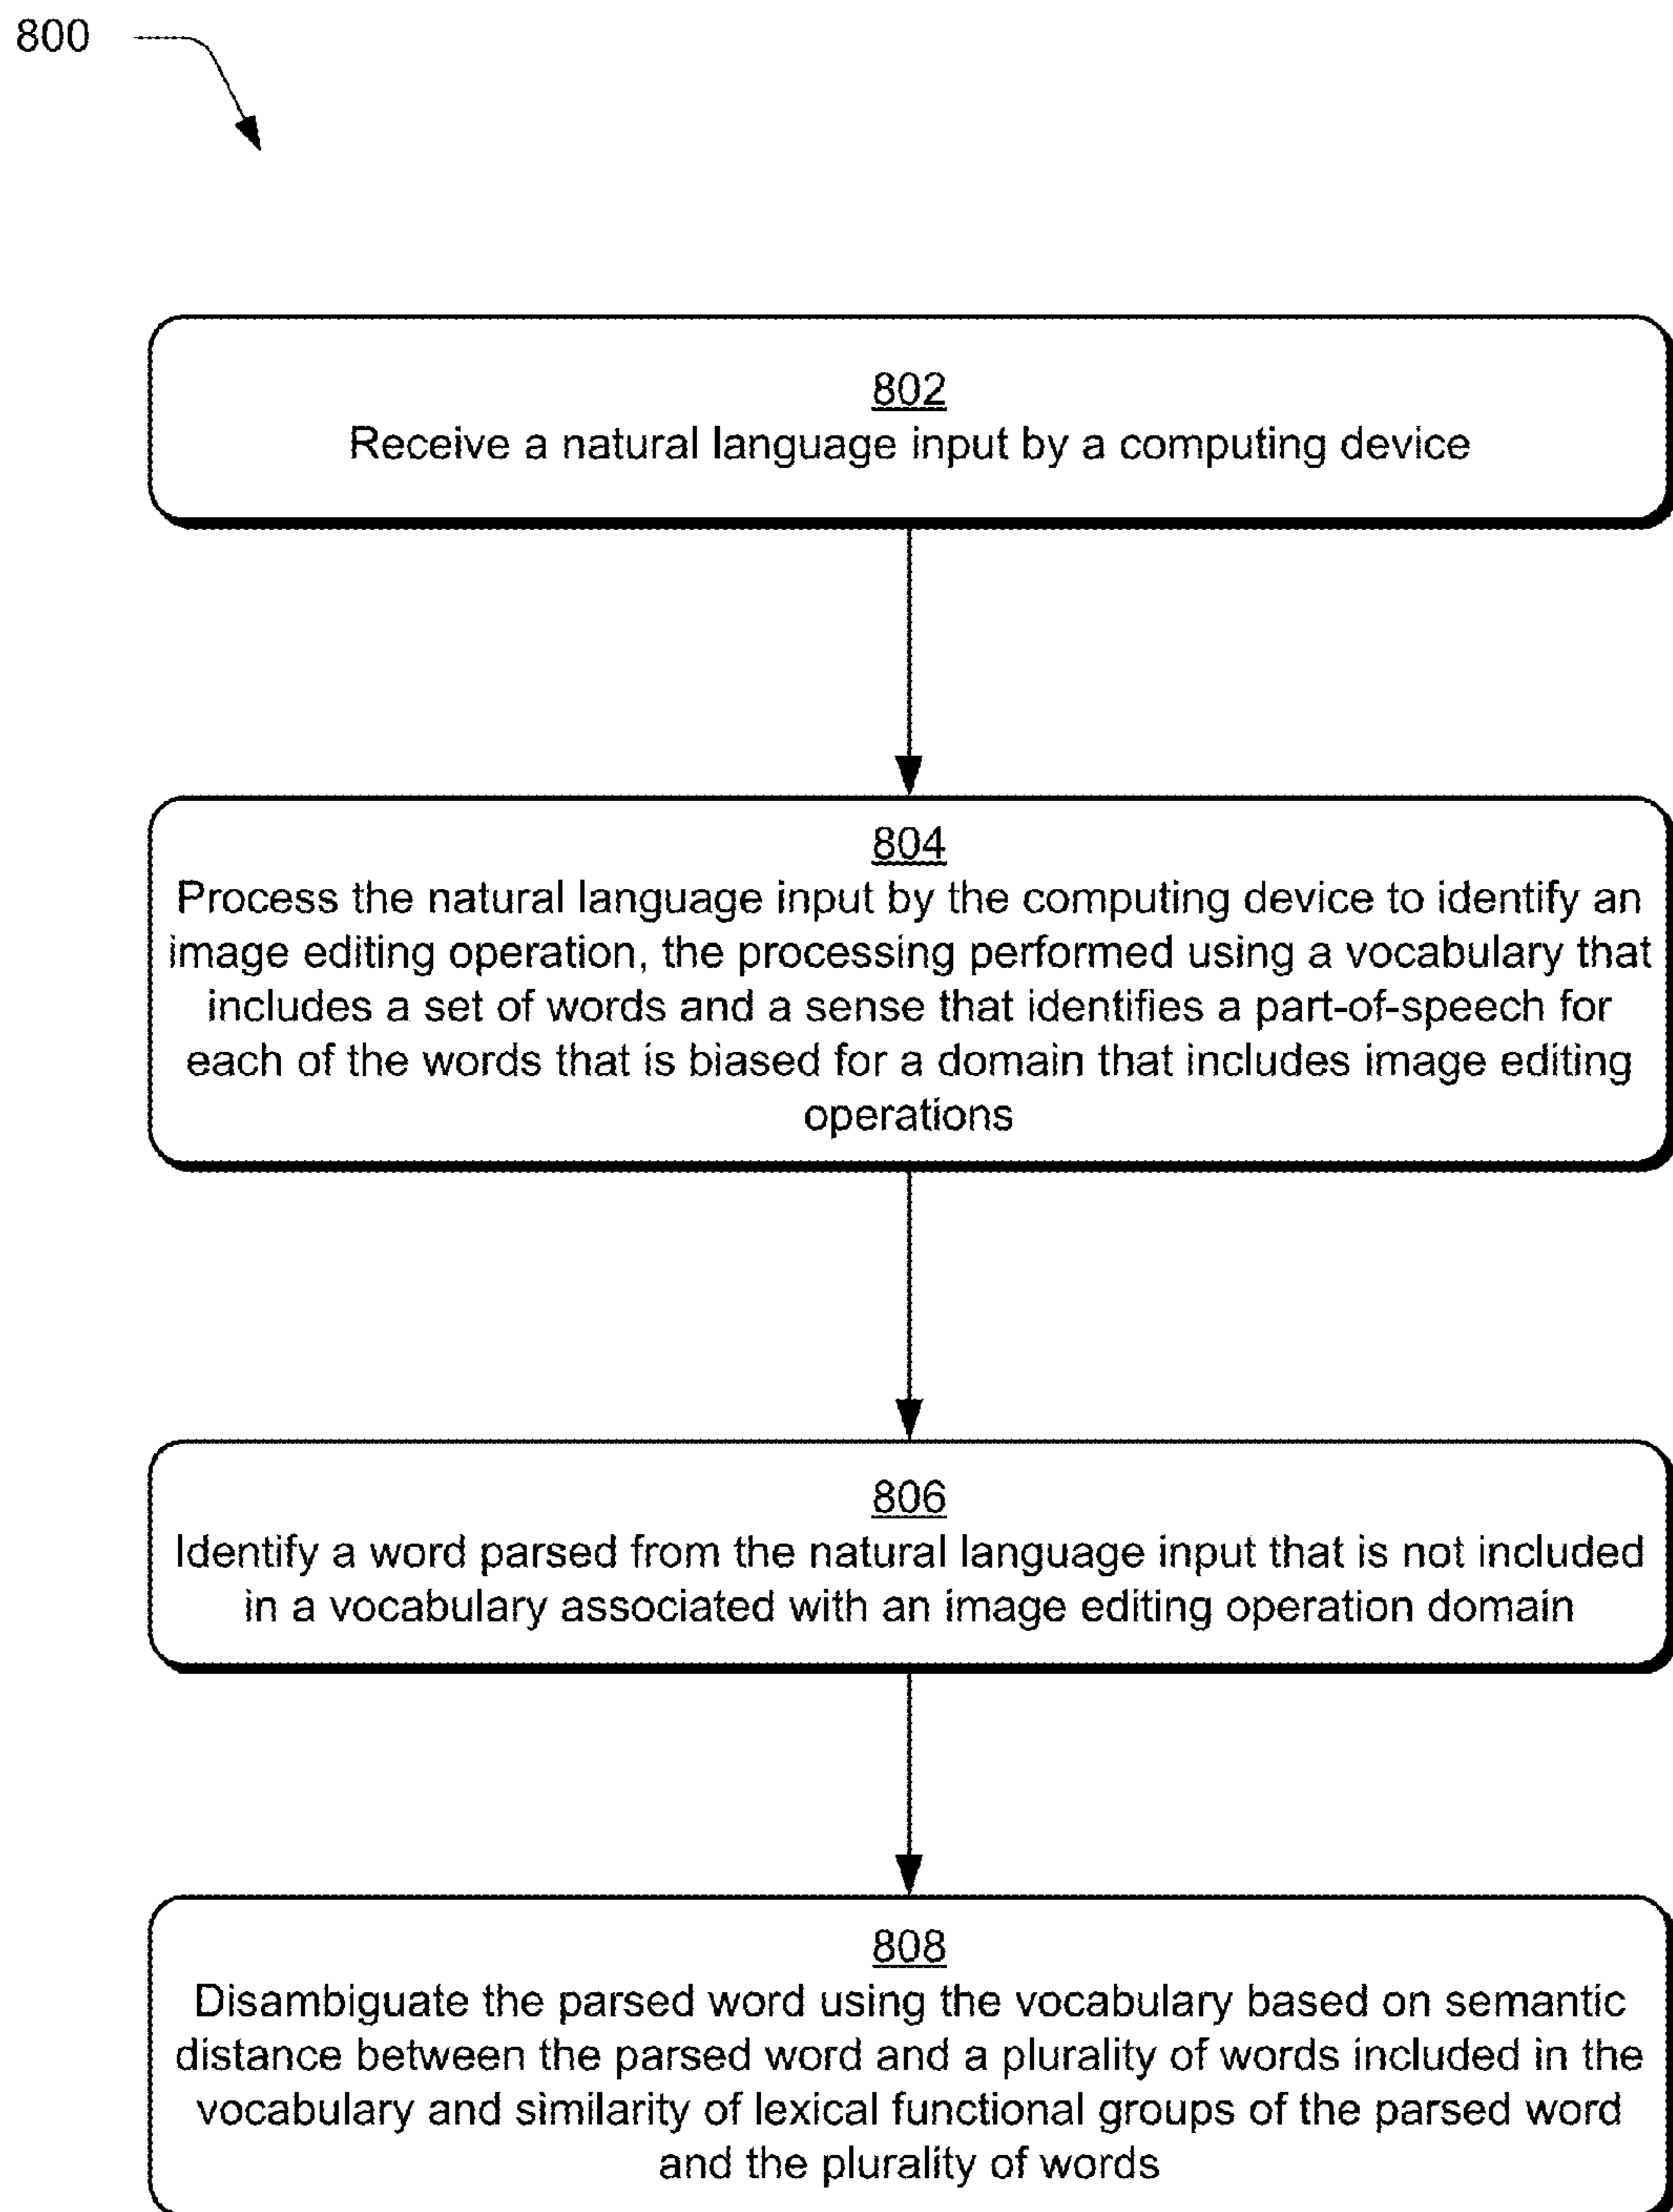 800
802
Receive a natural language input by a computing device
804
Process the natural language input by the computing device to identify an
image editing operation, the processing performed using a vocabulary that
includes a set of words and a sense that identifies a part-of-speech for
each of the words that is biased for a domain that includes image editing
operations
806
Identify a word parsed from the natural language input that is not included
in a vocabulary associated with an image editing operation domain
808
Disambiguate the parsed word using the vocabulary based on semantic
distance between the parsed word and a plurality of words included in the
vocabulary and similarity of lexical functional groups of the parsed word
and the plurality of words